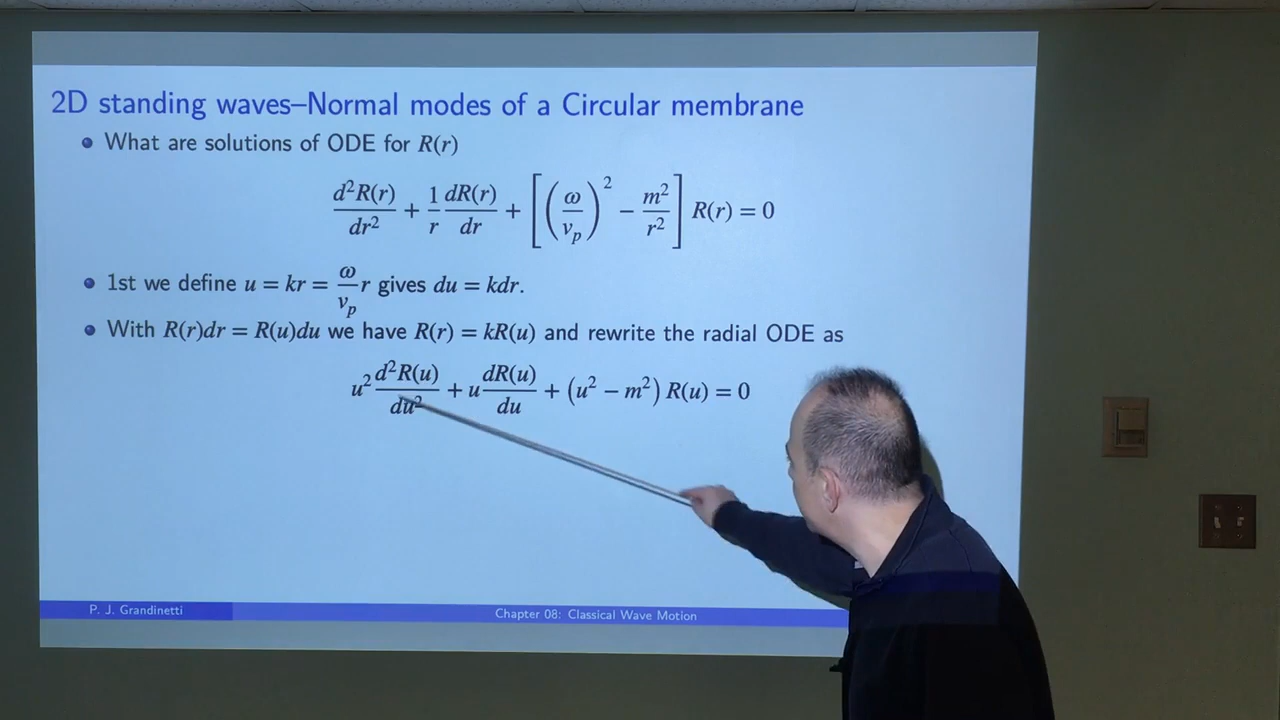 2D standing waves–Normal modes of a Circular membrane
• What are solutions of ODE for R(r)
d²R(r)/dr² + 1/r dR(r)/dr + [(ω/vₚ)² − m²/r²] R(r) = 0
• 1st we define u = kr = ω/vₚ r gives du = kdr.
• With R(r)dr = R(u)du we have R(r) = kR(u) and rewrite the radial ODE as
u² d²R(u)/du² + u dR(u)/du + (u² − m²) R(u) = 0
P. J. Grandinetti
Chapter 08: Classical Wave Motion